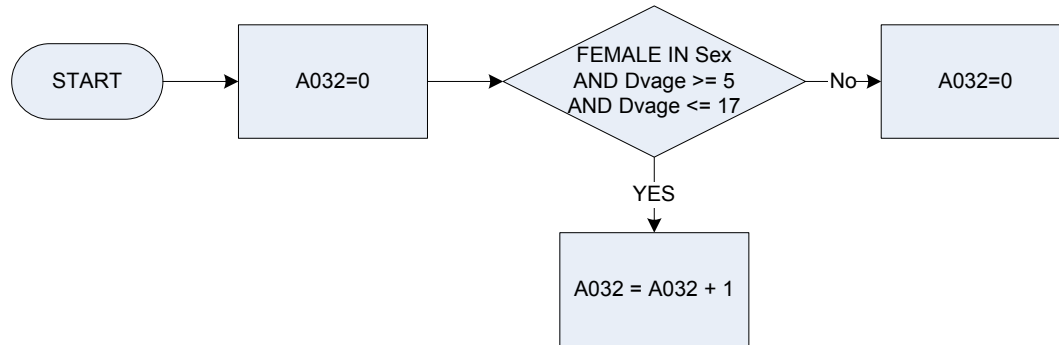 START
A032=0
FEMALE IN Sex
AND Dvage >= 5
AND Dvage <= 17
No
A032=0
YES
A032 = A032 + 1